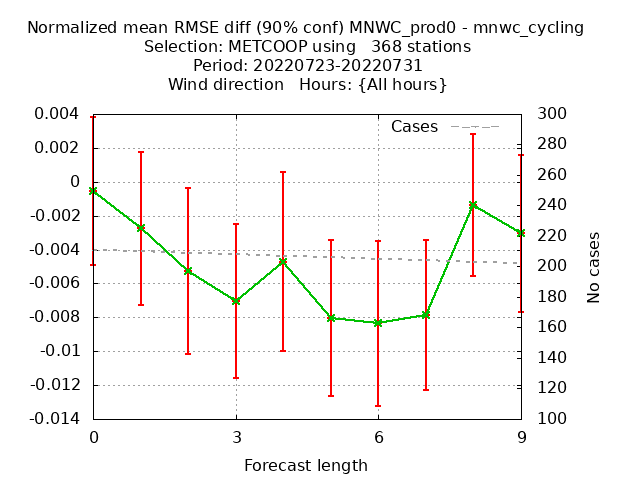 Normalized mean RMSE diff (90% conf) MNWC_prod0 - mnwc_cycling
Selection: METCOOP using   368 stations
Period: 20220723-20220731
Wind direction   Hours: {All hours}
Cases
0.004
0.002
0
-0.002
-0.004
-0.006
-0.008
-0.01
-0.012
-0.014
300
280
260
240
220
200
180
160
140
120
100
No cases
0 3 6 9
Forecast length